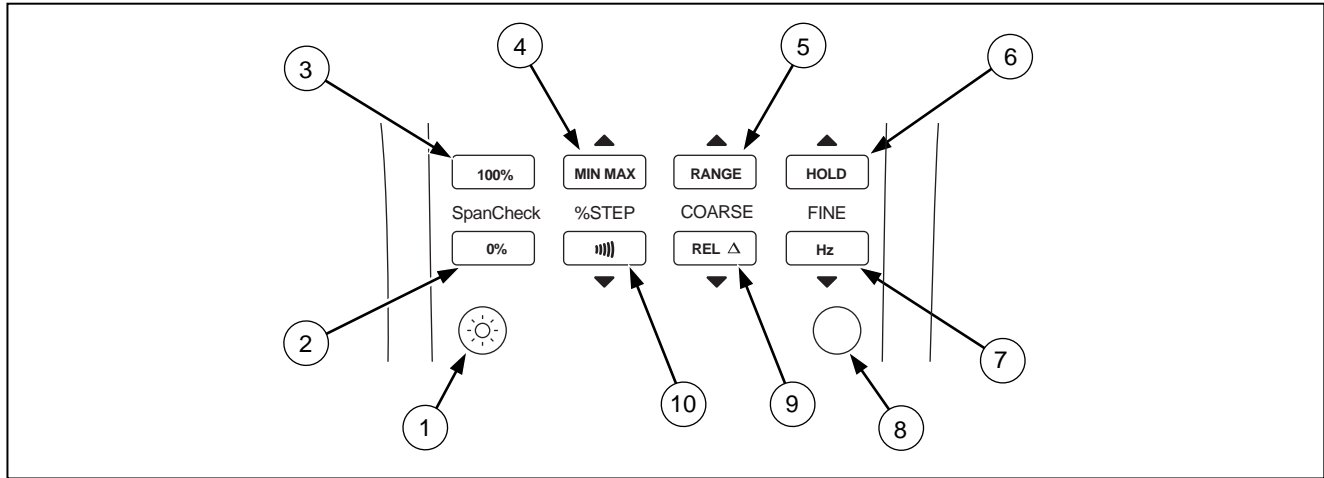 4 5
3 6
100% MIN MAX RANGE HOLD
SpanCheck %STEP COARSE FINE
0% REL Δ Hz
2 7
1 10 9 8